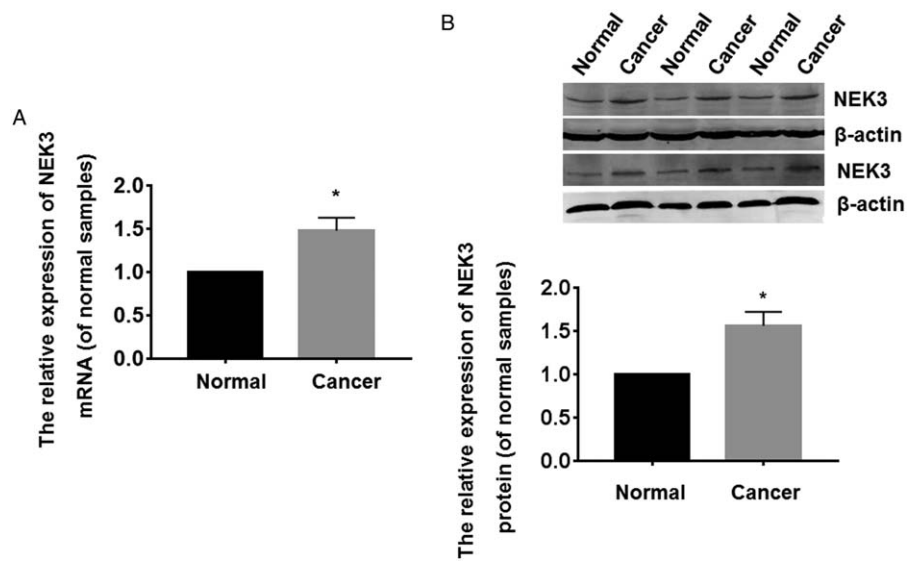 A
The relative expression of NEK3
mRNA (of normal samples)
2.0
1.5
1.0
0.5
0.0
*
Normal
Cancer
B
Normal
Cancer
Normal
Cancer
Normal
Cancer
NEK3
β-actin
NEK3
β-actin
The relative expression of NEK3
protein (of normal samples)
2.0
1.5
1.0
0.5
0.0
*
Normal
Cancer